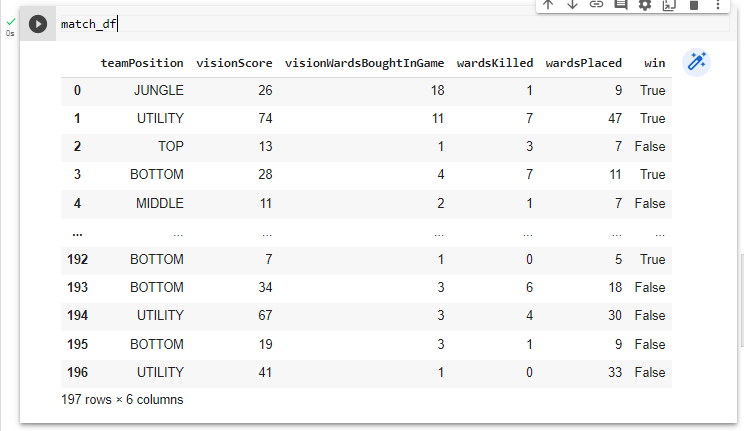 match_df
0s
teamPosition visionScore visionWardsBoughtInGame wardsKilled wardsPlaced win
0 JUNGLE 26 18 1 9 True
1 UTILITY 74 11 7 47 True
2 TOP 13 1 3 7 False
3 BOTTOM 28 4 7 11 True
4 MIDDLE 11 2 1 7 False
... ... ... ... ... ... ...
192 BOTTOM 7 1 0 5 True
193 BOTTOM 34 3 6 18 False
194 UTILITY 67 3 4 30 False
195 BOTTOM 19 3 1 9 False
196 UTILITY 41 1 0 33 False
197 rows × 6 columns